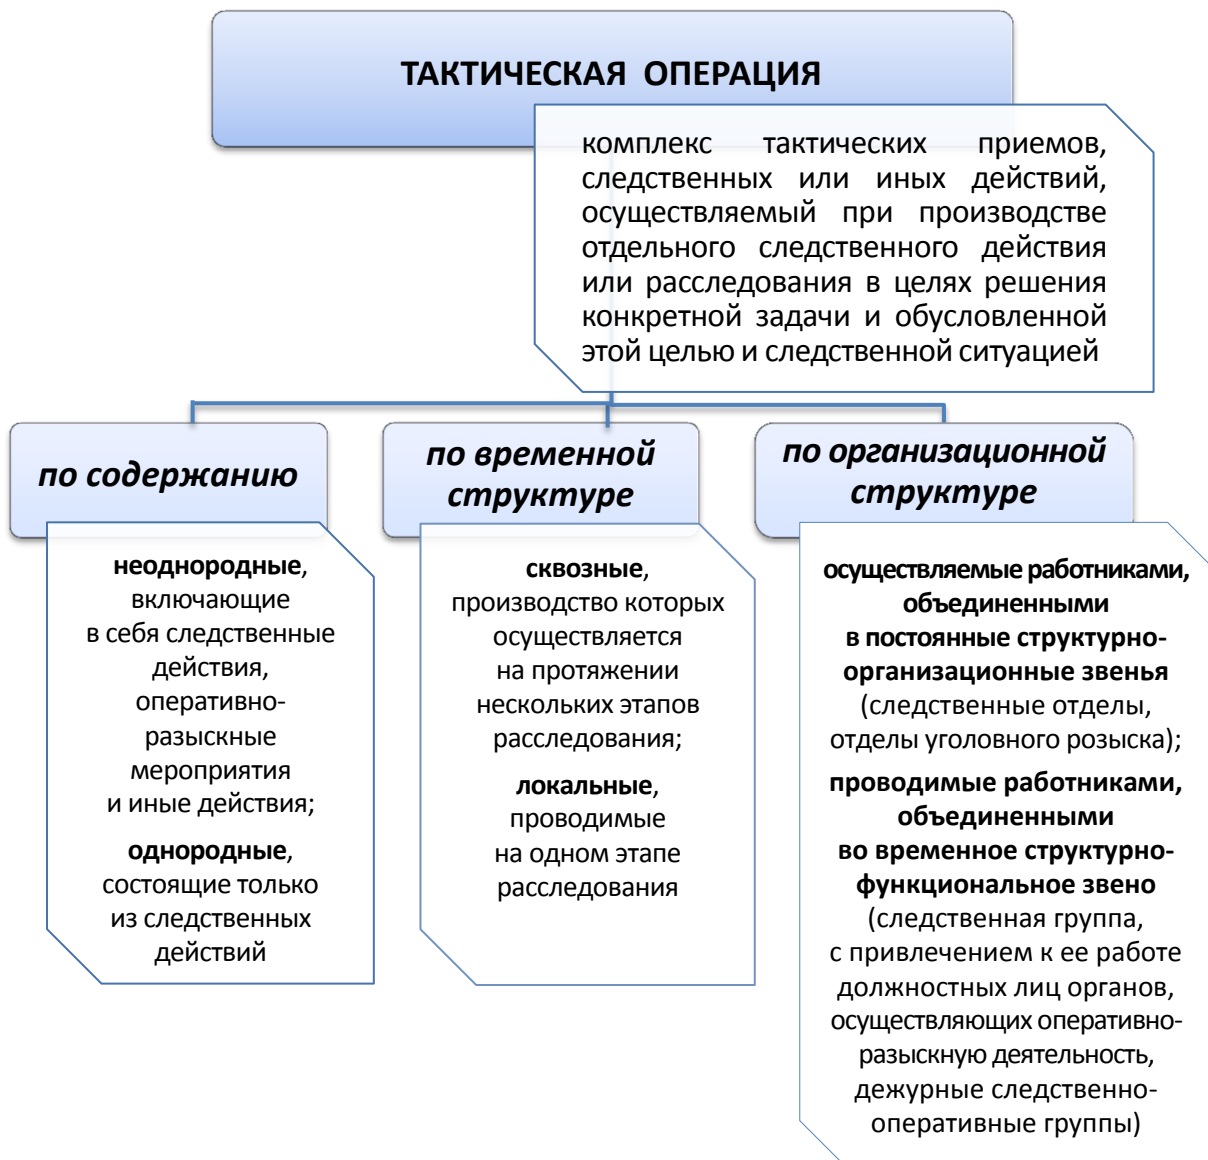 ТАКТИЧЕСКАЯ ОПЕРАЦИЯ
комплекс тактических приемов,
следственных или иных действий,
осуществляемый при производстве
отдельного следственного действия
или расследования в целях решения
конкретной задачи и обусловленной
этой целью и следственной ситуацией
по содержанию
неоднородные,
включающие
в себя следственные
действия,
оперативно-
разыскные
мероприятия
и иные действия;
однородные,
состоящие только
из следственных
действий
по временной
структуре
сквозные,
производство которых
осуществляется
на протяжении
нескольких этапов
расследования;
локальные,
проводимые
на одном этапе
расследования
по организационной
структуре
осуществляемые работниками,
объединенными
в постоянные структурно-
организационные звенья
(следственные отделы,
отделы уголовного розыска);
проводимые работниками,
объединенными
во временное структурно-
функциональное звено
(следственная группа,
с привлечением к ее работе
должностных лиц органов,
осуществляющих оперативно-
разыскную деятельность,
дежурные следственно-
оперативные группы)